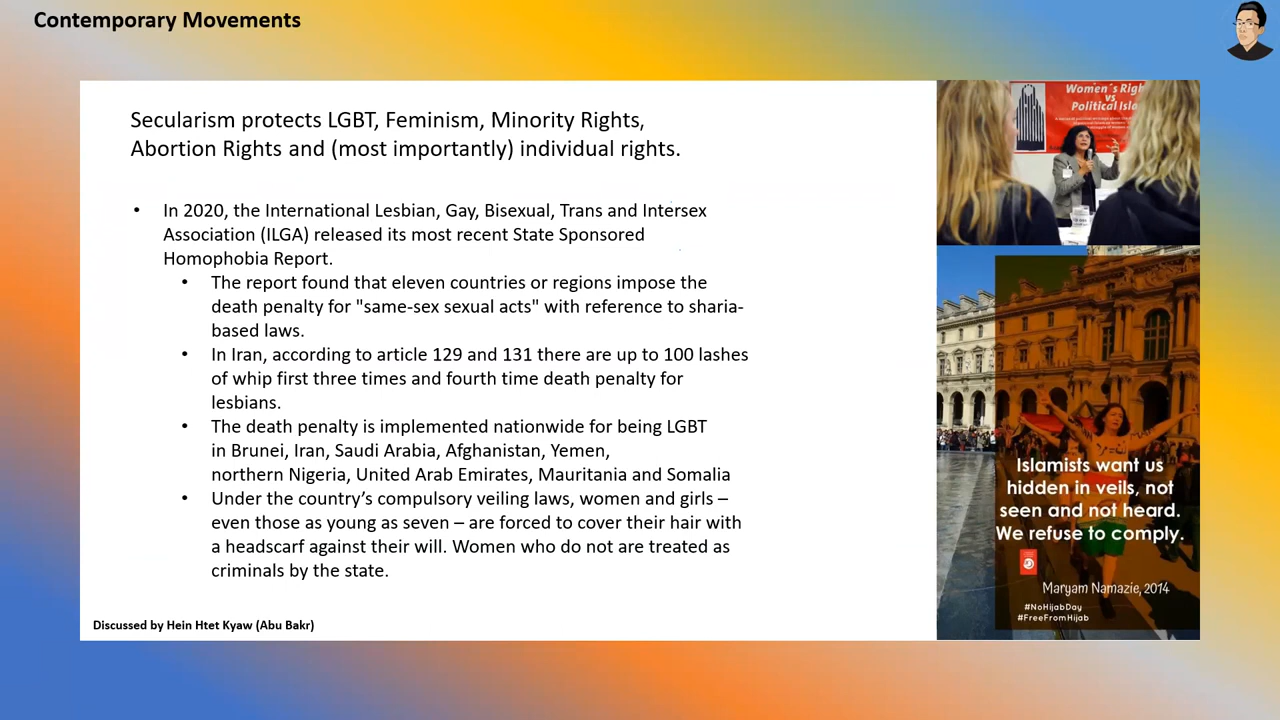 Contemporary Movements
Secularism protects LGBT, Feminism, Minority Rights,
Abortion Rights and (most importantly) individual rights.
• In 2020, the International Lesbian, Gay, Bisexual, Trans and Intersex
Association (ILGA) released its most recent State Sponsored
Homophobia Report.
• The report found that eleven countries or regions impose the
death penalty for "same-sex sexual acts" with reference to sharia-
based laws.
• In Iran, according to article 129 and 131 there are up to 100 lashes
of whip first three times and fourth time death penalty for
lesbians.
• The death penalty is implemented nationwide for being LGBT
in Brunei, Iran, Saudi Arabia, Afghanistan, Yemen,
northern Nigeria, United Arab Emirates, Mauritania and Somalia
• Under the country’s compulsory veiling laws, women and girls –
even those as young as seven – are forced to cover their hair with
a headscarf against their will. Women who do not are treated as
criminals by the state.
Discussed by Hein Htet Kyaw (Abu Bakr)
Women's Righ
vs
Political Isla
Islamists want us
hidden in veils, not
seen and not heard.
We refuse to comply.
Maryam Namazie, 2014
#NoHijabDay
#FreeFromHijab